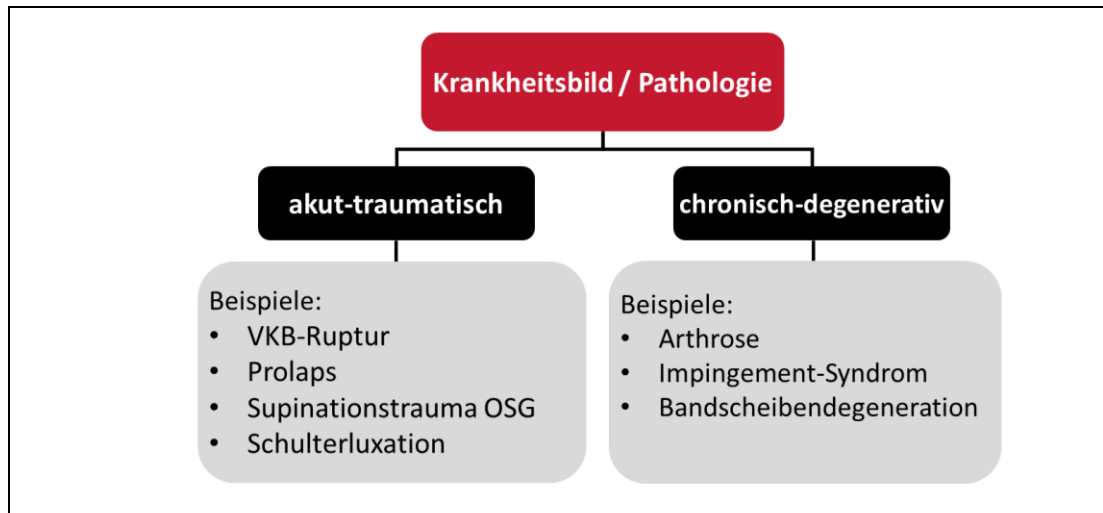 Krankheitsbild / Pathologie
akut-traumatisch
chronisch-degenerativ
Beispiele:
• VKB-Ruptur
• Prolaps
• Supinationstrauma OSG
• Schulterluxation
Beispiele:
• Arthrose
• Impingement-Syndrom
• Bandscheibendegeneration